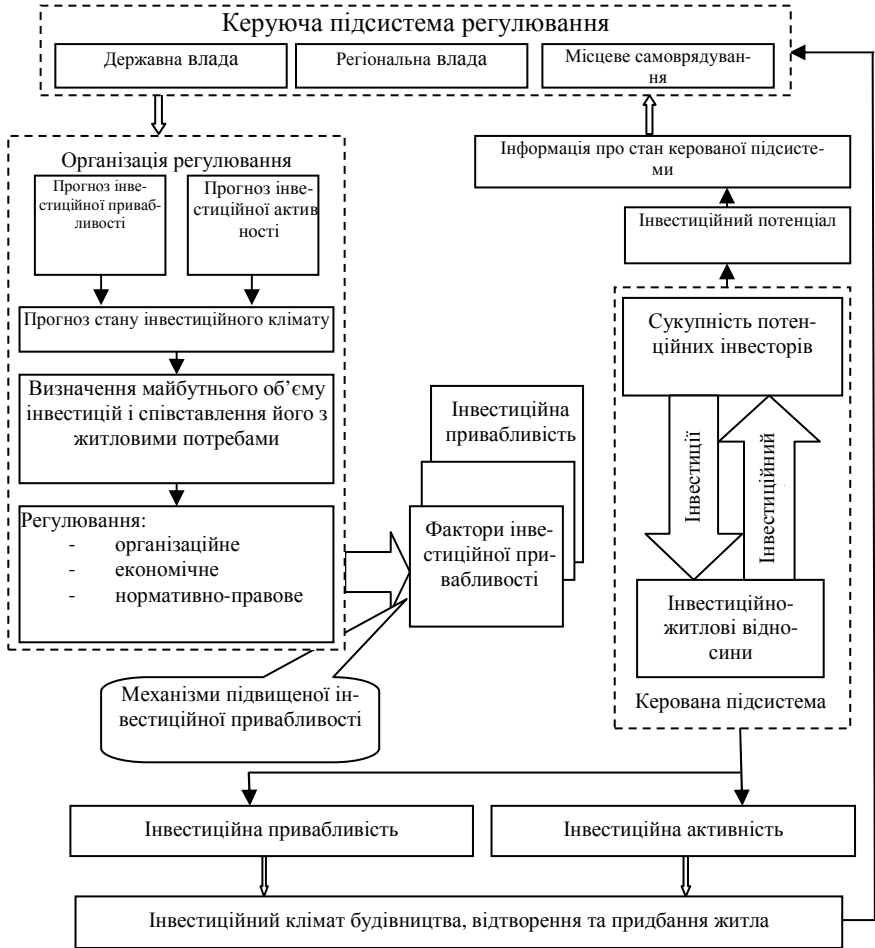 Керуюча підсистема регулювання
Державна влада
Регіональна влада
Місцеве самоврядуван-
ня
Організація регулювання
Прогноз інве-
стиційної приваб-
ливості
Прогноз інве-
стиційної актив
ності
Прогноз стану інвестиційного клімату
Визначення майбутнього об’єму
інвестицій і співставлення його з
житловими потребами
Регулювання:
- організаційне
- економічне
- нормативно-правове
Механізми підвищеної ін-
вестиційної привабливості
Інвестиційна
привабливість
Фактори інве-
стиційної при-
вабливості
Інформація про стан керованої підсисте-
ми
Інвестиційний потенціал
Сукупність потен-
ційних інвесторів
Інвестиції
Інвестиційний
Інвестиційно-
житлові відно-
сини
Керована підсистема
Інвестиційна привабливість
Інвестиційна активність
Інвестиційний клімат будівництва, відтворення та придбання житла